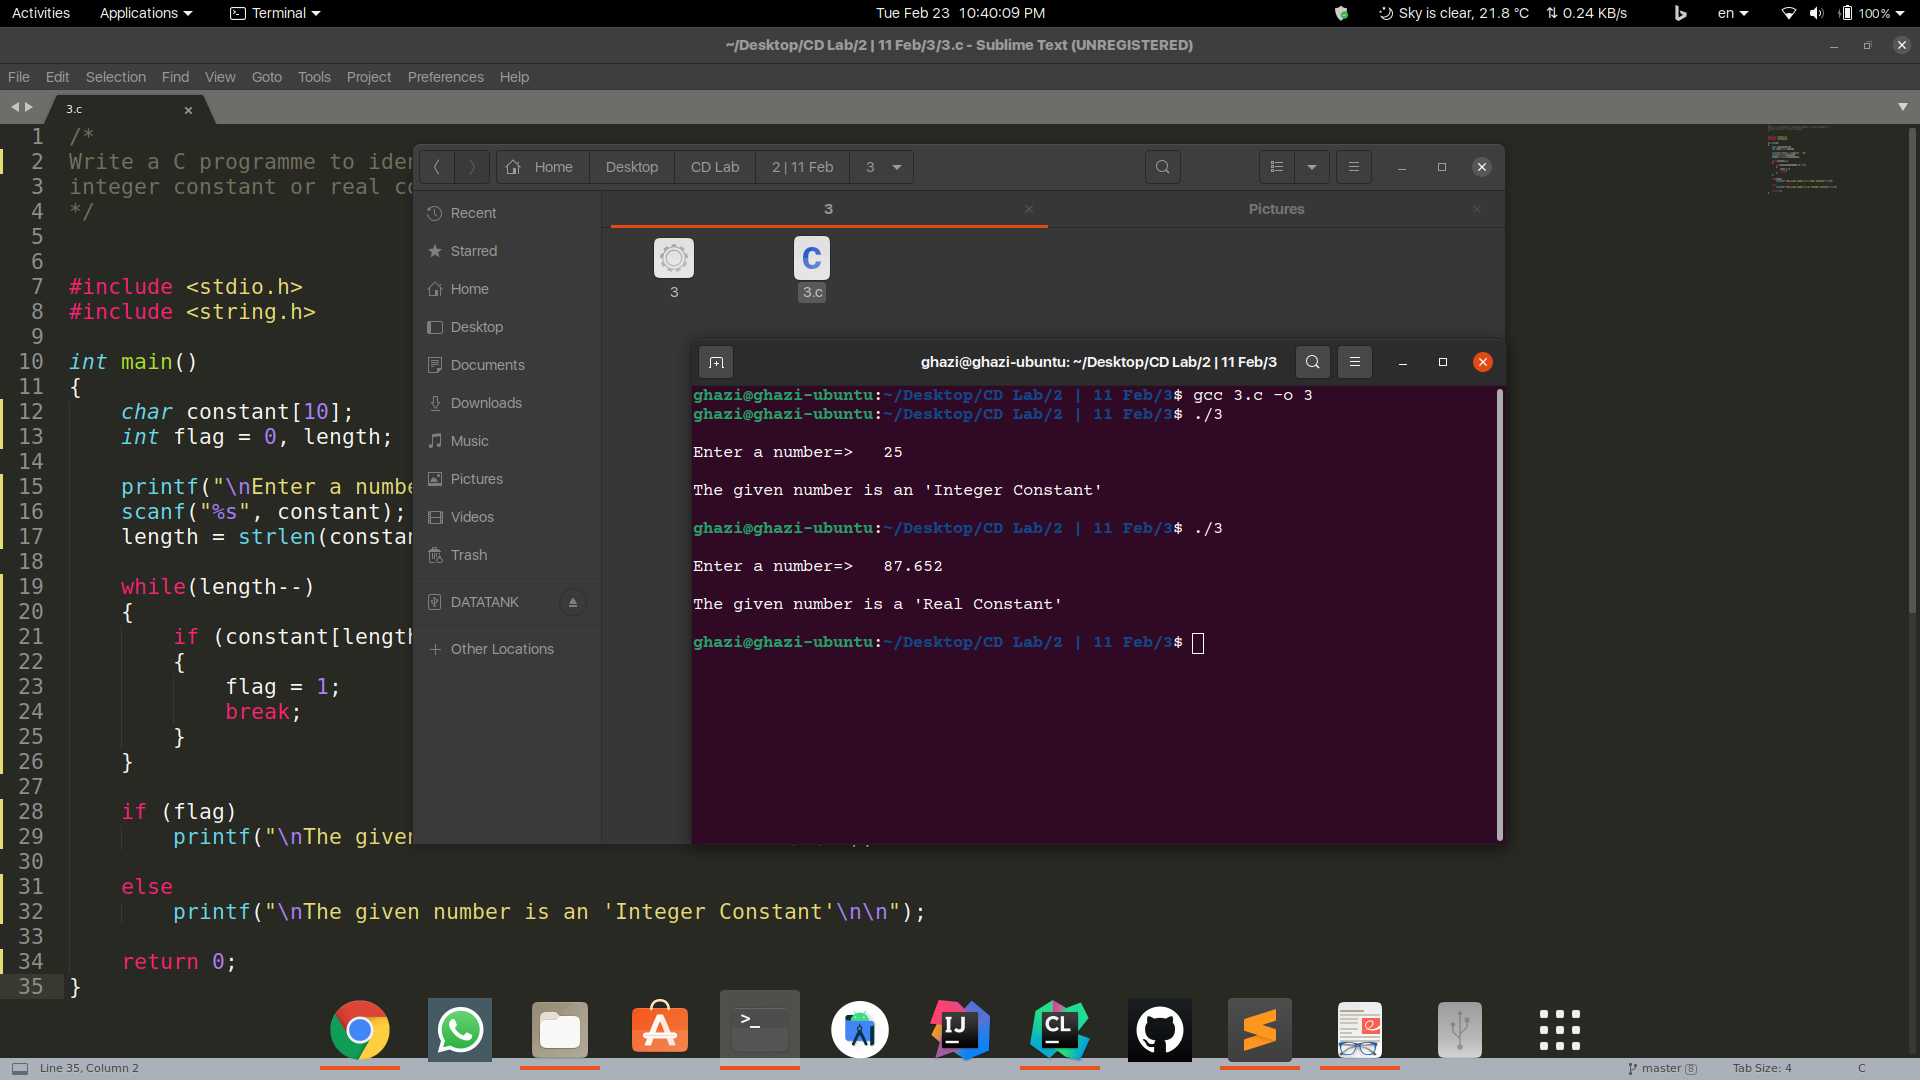 Activities Applications Terminal Tue Feb 23 10:40:09 PM Sky is clear, 21.8 °C 0.24 KB/s en 100%
~/Desktop/CD Lab/2 | 11 Feb/3/3.c - Sublime Text (UNREGISTERED)
File Edit Selection Find View Goto Tools Project Preferences Help
3.c
1 /*
2 Write a C programme to iden
3 integer constant or real co
4 */
5
6
7 #include <stdio.h>
8 #include <string.h>
9
10 int main()
11 {
12 char constant[10];
13 int flag = 0, length;
14
15 printf("\nEnter a numbe
16 scanf("%s", constant);
17 length = strlen(constan
18
19 while(length--)
20 {
21 if (constant[length
22 {
23 flag = 1;
24 break;
25 }
26 }
27
28 if (flag)
29 printf("\nThe given
30
31 else
32 printf("\nThe given number is an 'Integer Constant'\n\n");
33
34 return 0;
35 }
Home Desktop CD Lab 2 | 11 Feb 3
3 Pictures
Recent
Starred
Home
Desktop
Documents
Downloads
Music
Pictures
Videos
Trash
DATATANK
Other Locations
C
3 3.c
ghazi@ghazi-ubuntu: ~/Desktop/CD Lab/2 | 11 Feb/3
ghazi@ghazi-ubuntu:~/Desktop/CD Lab/2 | 11 Feb/3$ gcc 3.c -o 3
ghazi@ghazi-ubuntu:~/Desktop/CD Lab/2 | 11 Feb/3$ ./3
Enter a number=> 25
The given number is an 'Integer Constant'
ghazi@ghazi-ubuntu:~/Desktop/CD Lab/2 | 11 Feb/3$ ./3
Enter a number=> 87.652
The given number is a 'Real Constant'
ghazi@ghazi-ubuntu:~/Desktop/CD Lab/2 | 11 Feb/3$
>_ IJ CL
Line 35, Column 2 master 8 Tab Size: 4 C